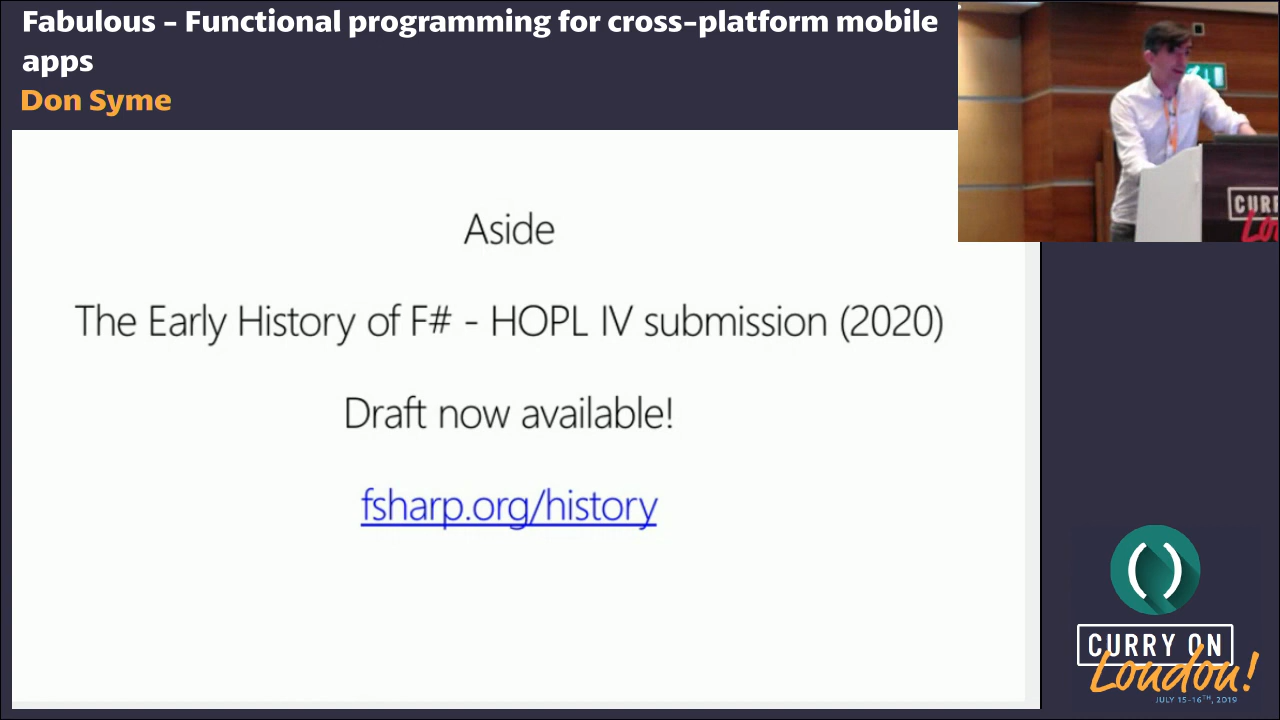 Fabulous – Functional programming for cross-platform mobile
apps
Don Syme
Aside
The Early History of F# - HOPL IV submission (2020)
Draft now available!
fsharp.org/history
CURRY ON
London!
JULY 15-16TH, 2019